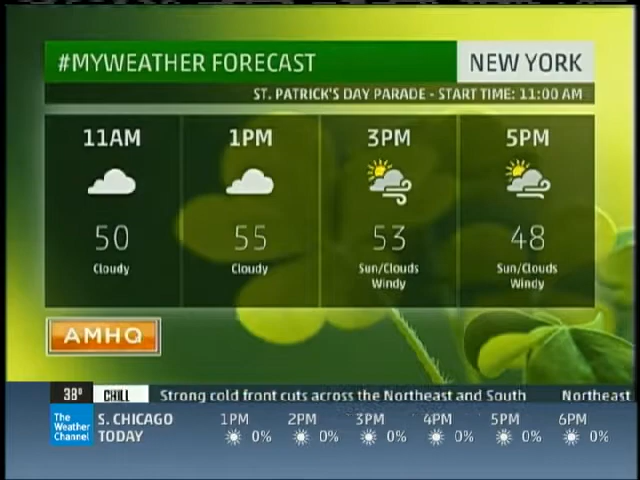 #MYWEATHER FORECAST NEW YORK
ST. PATRICK'S DAY PARADE - START TIME: 11:00 AM
11AM 1PM 3PM 5PM
50 55 53 48
Cloudy Cloudy Sun/Clouds Windy Sun/Clouds Windy
AMHQ
38° CHILL Strong cold front cuts across the Northeast and South Northeast
The Weather Channel
S. CHICAGO TODAY
1PM 2PM 3PM 4PM 5PM 6PM
0% 0% 0% 0% 0% 0%